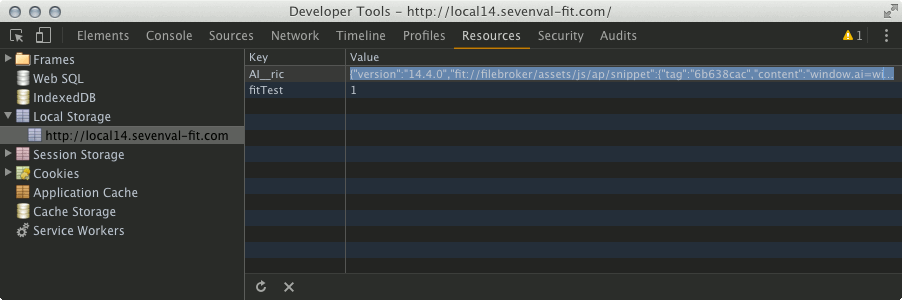 Developer Tools - http://local14.sevenval-fit.com/
Elements Console Sources Network Timeline Profiles Resources Security Audits 1
Frames
Web SQL
IndexedDB
Local Storage
http://local14.sevenval-fit.com
Session Storage
Cookies
Application Cache
Cache Storage
Service Workers
Key Value
AI__ric {"version":"14.4.0","fit://filebroker/assets/js/ap/snippet":{"tag":"6b638cac","content":"window.ai=wi...
fitTest 1